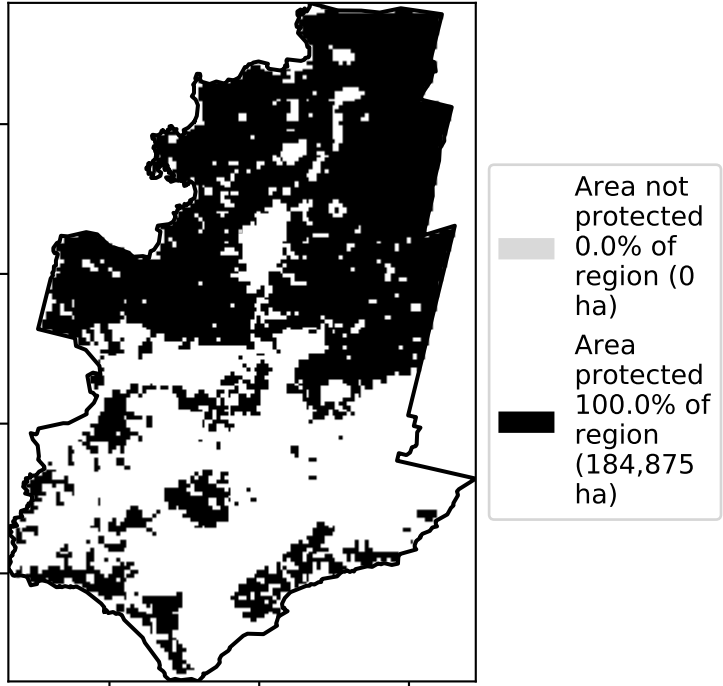 Area not
protected
0.0% of
region (0
ha)
Area
protected
100.0% of
region
(184,875
ha)